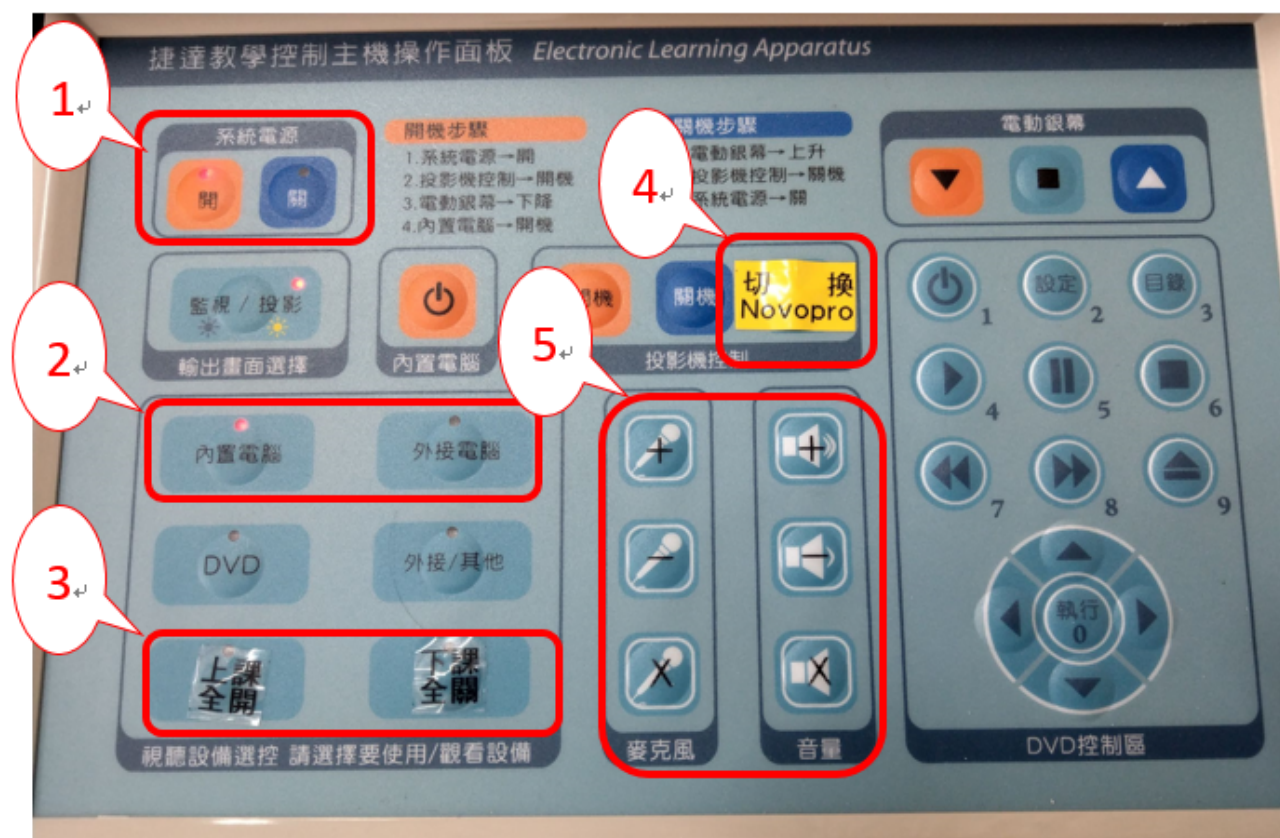 捷達教學控制主機操作面板 Electronic Learning Apparatus
1
系統電源
開
關
開機步驟
1.系統電源→開
2.投影機控制→開機
3.電動銀幕→下降
4.內置電腦→開機
4
關機步驟
電動銀幕→上升
投影機控制→關機
系統電源→關
電動銀幕
監視/投影
輸出畫面選擇
內置電腦
機
關機
切 換
Novopro
投影機控制
1
設定
2
目錄
3
4
5
6
7
8
9
執行
0
DVD控制區
2
內置電腦
外接電腦
DVD
外接/其他
3
上課
全開
下課
全關
視聽設備選控 請選擇要使用/觀看設備
5
麥克風
音量